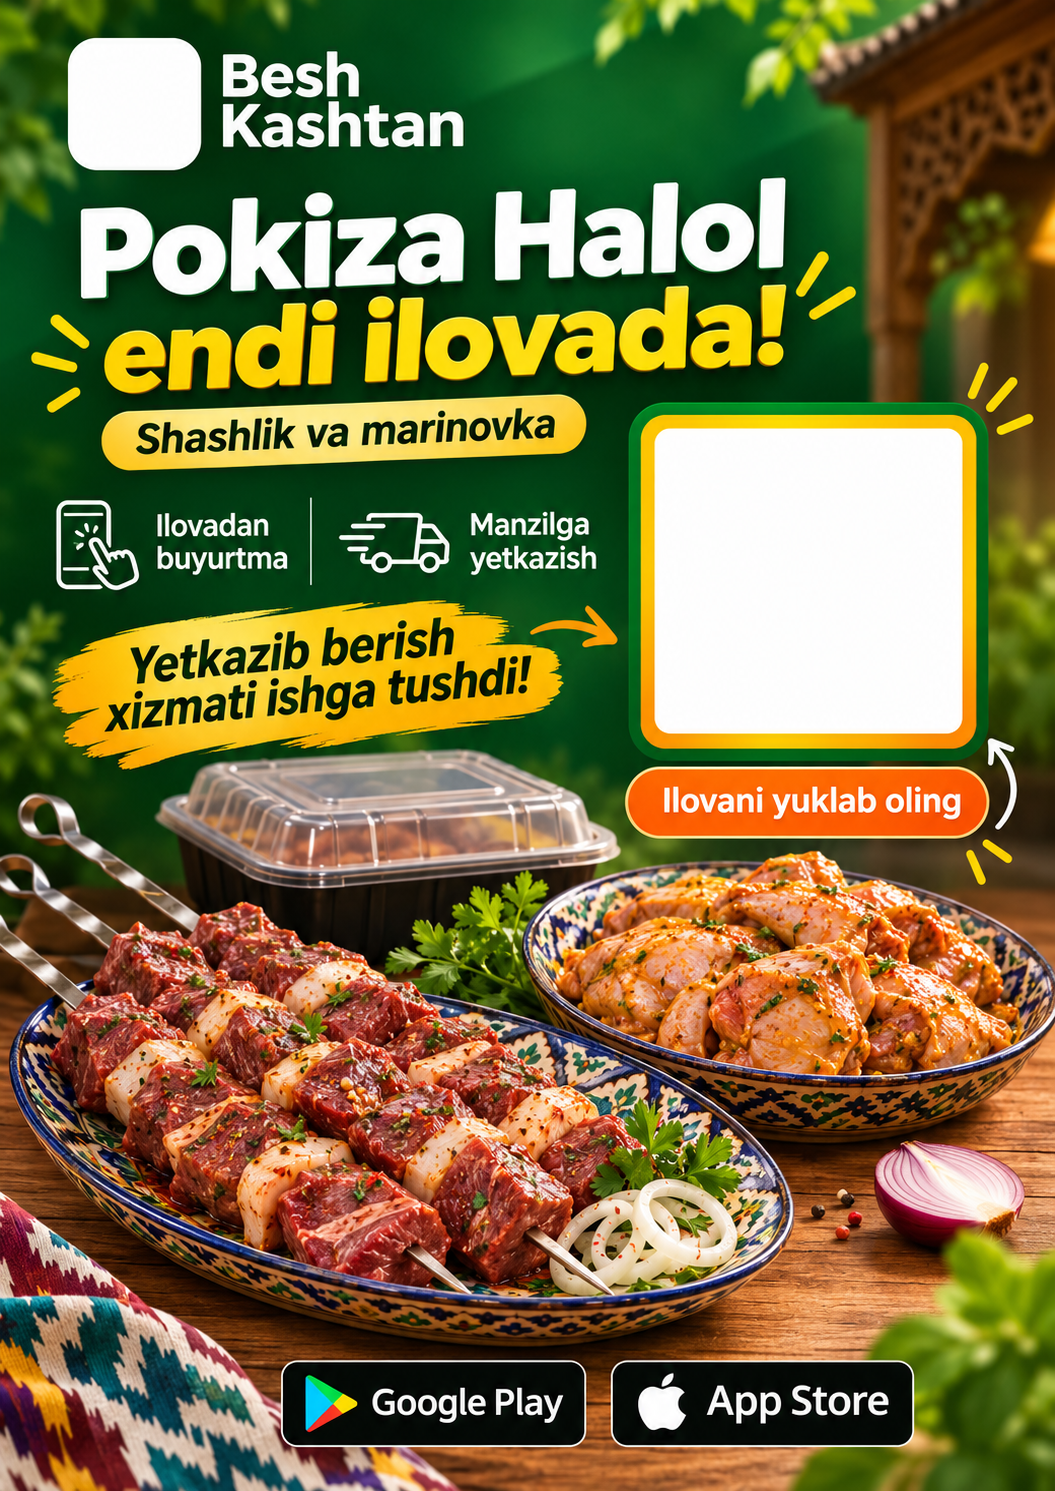 Besh
Kashtan
Pokiza Halol
endi ilovada!
Shashlik va marinovka
Ilovadan
buyurtma
Manzilga
yetkazish
Yetkazib berish
xizmati ishga tushdi!
Ilovani yuklab oling
Google Play
App Store